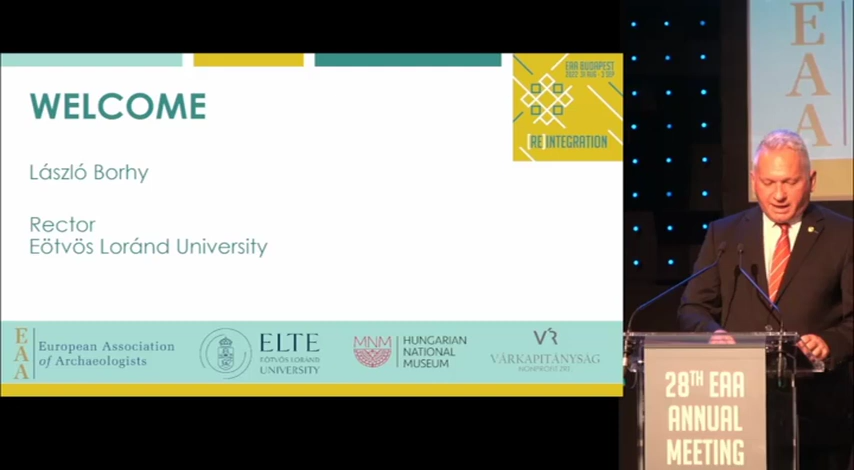 WELCOME
László Borhy
Rector
Eötvös Loránd University
EAA BUDAPEST
2022 31 AUG - 3 SEP
[RE]INTEGRATION
EAA
European Association
of Archaeologists
ELTE
EÖTVÖS LORÁND
UNIVERSITY
MNM
HUNGARIAN
NATIONAL
MUSEUM
VÁRKAPITÁNYSÁG
NONPROFIT ZRT.
EAA
28TH EAA
ANNUAL
MEETING